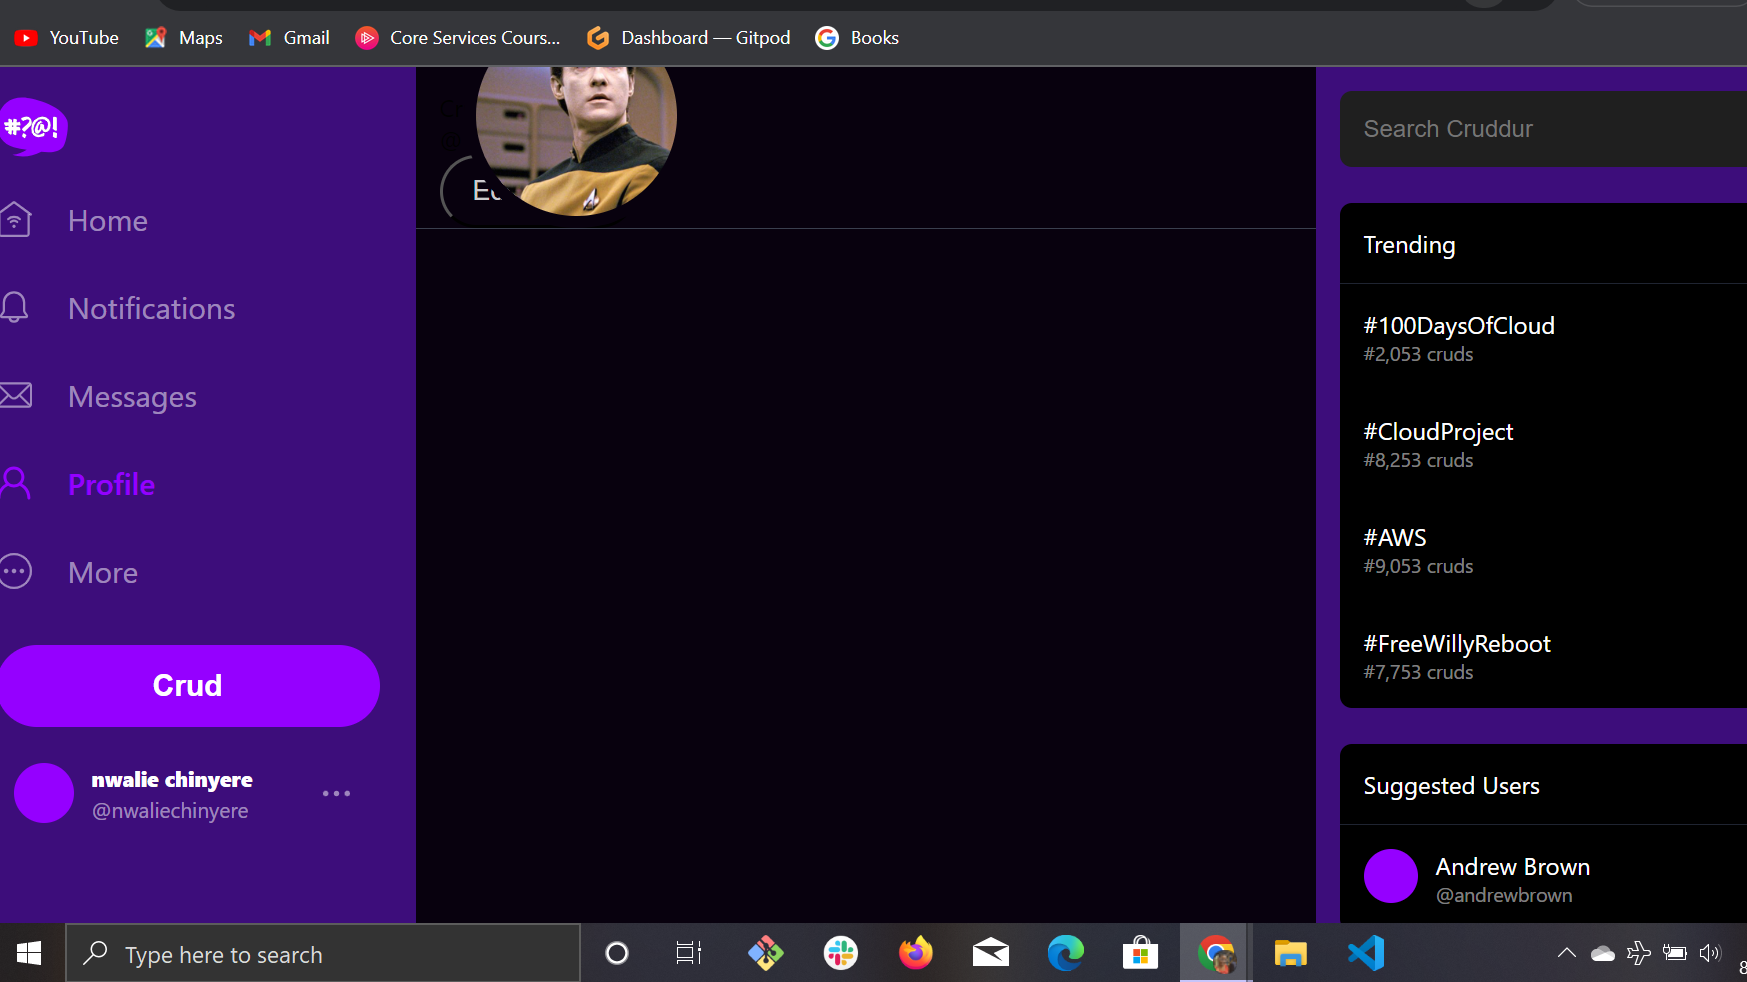 YouTube
Maps
Gmail
Core Services Cours...
Dashboard — Gitpod
Books
#?@!
Home
Notifications
Messages
Profile
More
Crud
nwalie chinyere
@nwaliechinyere
Search Cruddur
Trending
#100DaysOfCloud
#2,053 cruds
#CloudProject
#8,253 cruds
#AWS
#9,053 cruds
#FreeWillyReboot
#7,753 cruds
Suggested Users
Andrew Brown
@andrewbrown
Type here to search